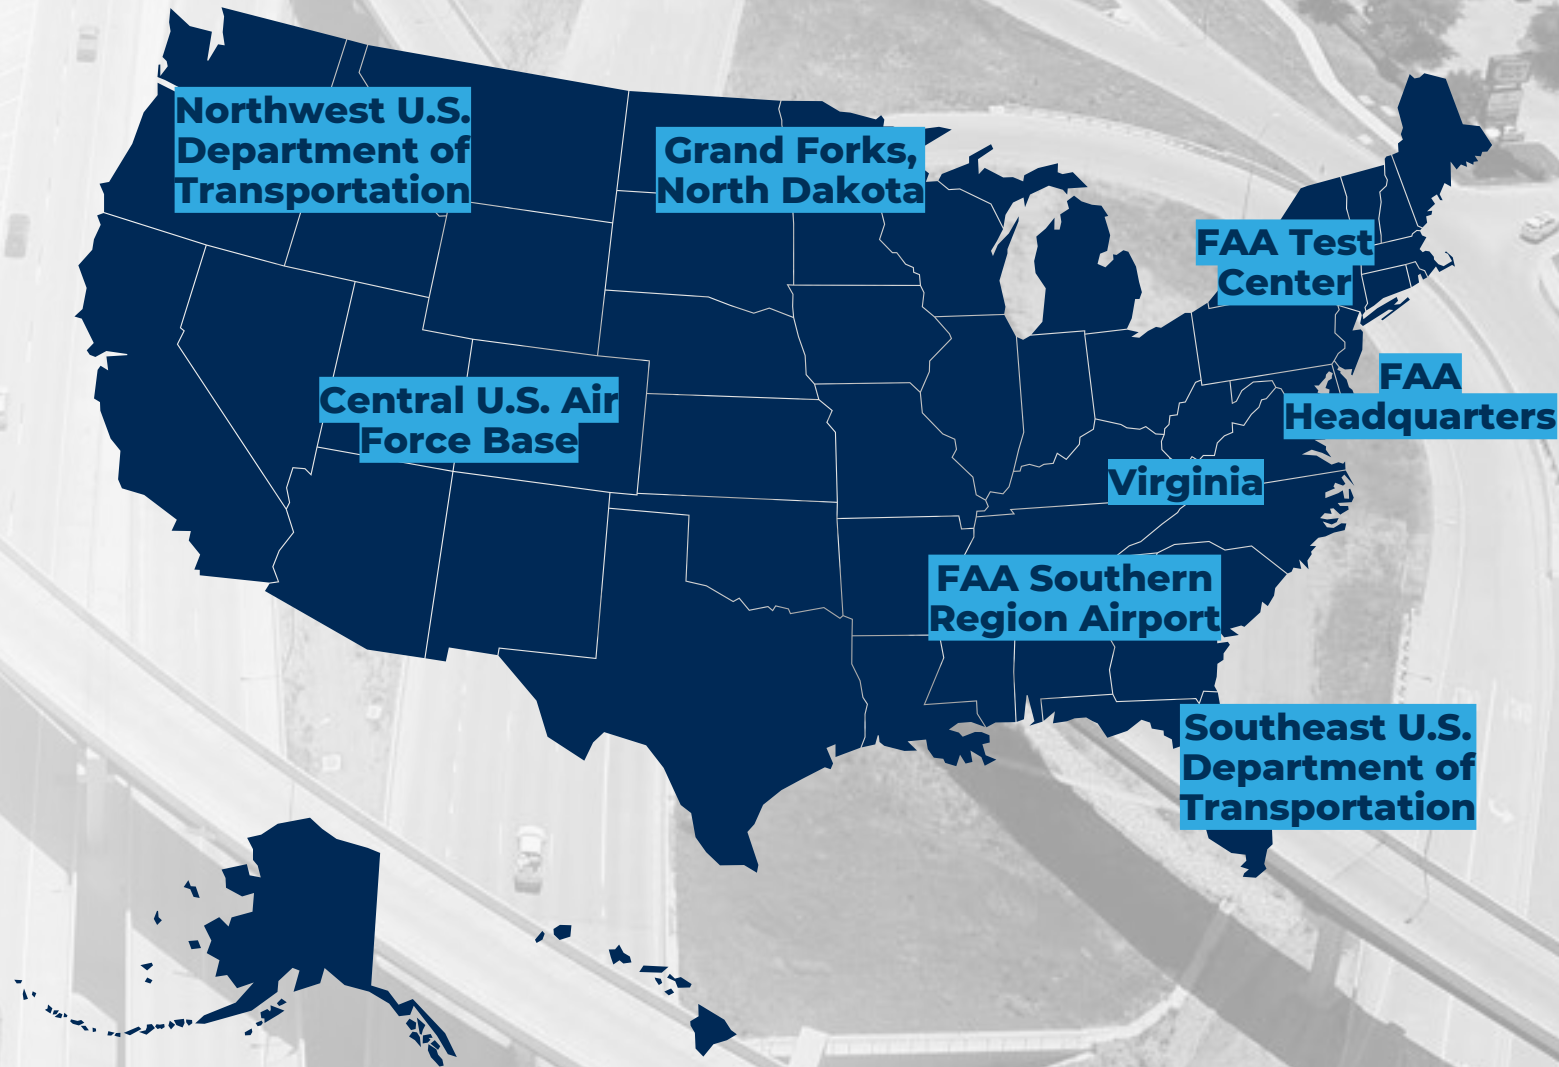 Northwest U.S.
Department of
Transportation
Grand Forks,
North Dakota
FAA Test
Center
FAA
Headquarters
Central U.S. Air
Force Base
Virginia
FAA Southern
Region Airport
Southeast U.S.
Department of
Transportation